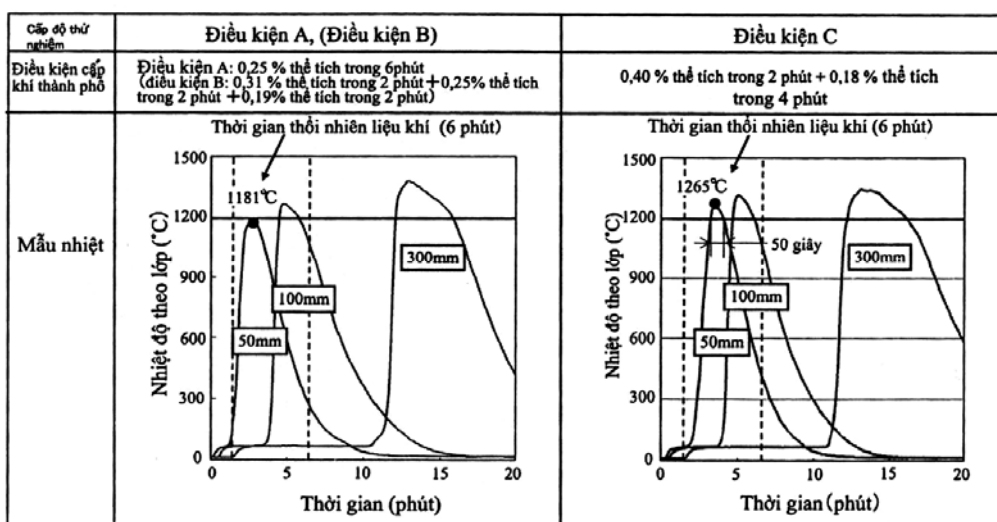 Cấp độ thử
nghiệm
Điều kiện A, (Điều kiện B)
Điều kiện C
Điều kiện cấp
khí thành phố
Điều kiện A: 0,25 % thể tích trong 6phút
(điều kiện B: 0,31 % thể tích trong 2 phút+0,25% thể tích
trong 2 phút +0,19% thể tích trong 2 phút)
0,40 % thể tích trong 2 phút + 0,18 % thể tích
trong 4 phút
Mẫu nhiệt
Thời gian thổi nhiên liệu khí (6 phút)
1500
1200
900
600
300
0
Nhiệt độ theo lớp (°C)
1181°C
300mm
100mm
50mm
0 5 10 15 20
Thời gian (phút)
Thời gian thổi nhiên liệu khí (6 phút)
1500
1200
900
600
300
0
Nhiệt độ theo lớp (°C)
1265°C
50 giây
300mm
100mm
50mm
0 5 10 15 20
Thời gian (phút)